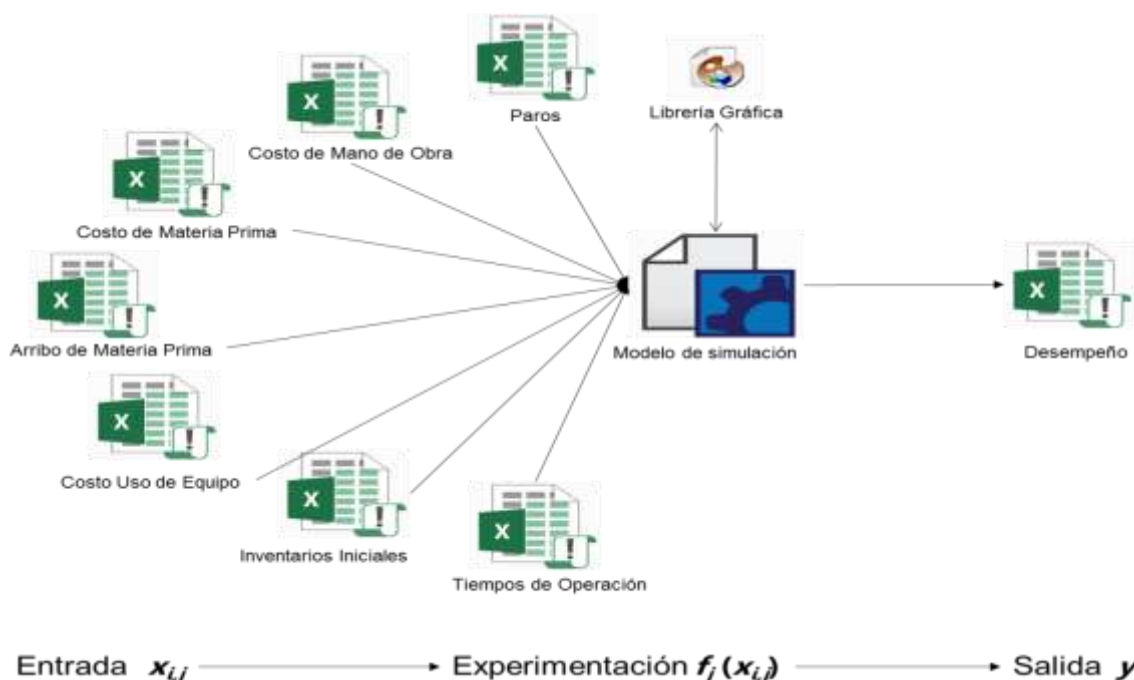 Paros
Librería Gráfica
Costo de Mano de Obra
Costo de Materia Prima
Arribo de Materia Prima
Modelo de simulación
Desempeño
Costo Uso de Equipo
Inventarios Iniciales
Tiempos de Operación
Entrada x_{i,j} Experimentación f_j (x_{i,j}) Salida y